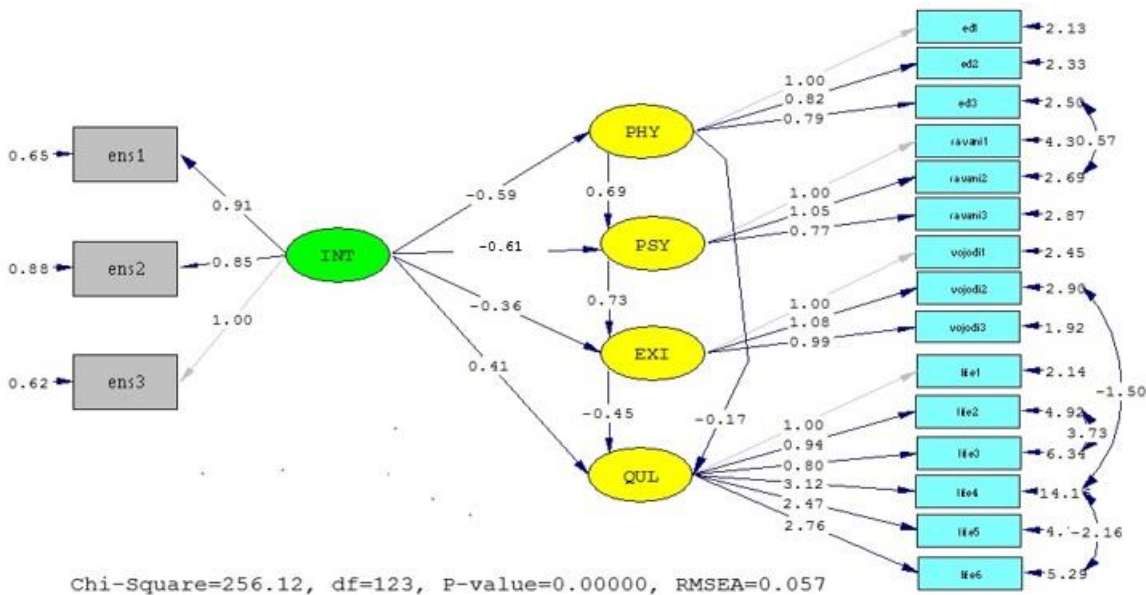 ed1 2.13
ed2 2.33
ed3 2.50
ravani1 0.57
ravani2 2.69
ravani3 2.87
vojodi1 2.45
vojodi2 2.90
vojodi3 1.92
life1 2.14
life2 4.92
3.73
life3 6.34
life4
life5
life6 5.29
-1.50
-2.16
1.00
0.82
0.79
1.00
1.05
0.77
1.00
1.08
0.99
1.00
0.94
0.80
3.12
2.47
2.76
PHY
0.69
PSY
0.73
EXI
-0.45
QUL
-0.17
-0.59
-0.61
-0.36
0.41
INT
0.91
0.85
1.00
0.65 ens1
0.88 ens2
0.62 ens3
Chi-Square=256.12, df=123, P-value=0.00000, RMSEA=0.057